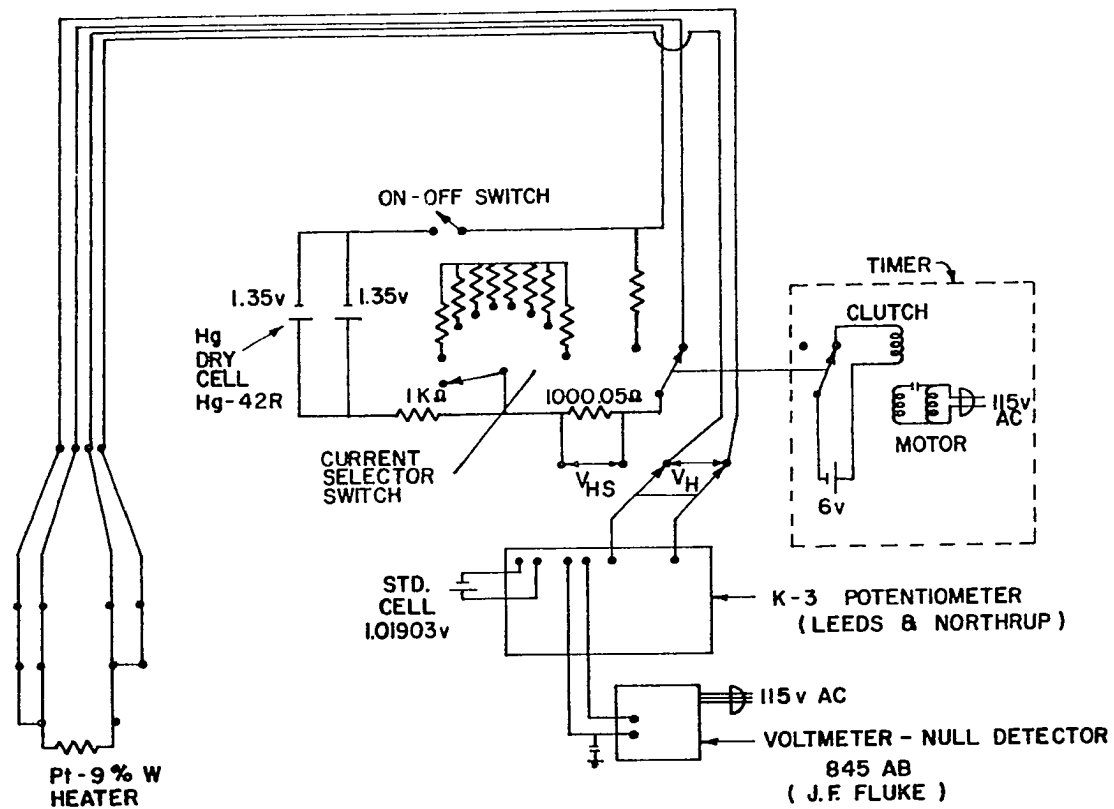 ON-OFF SWITCH
1.35v
1.35v
Hg
DRY
CELL
Hg-42R
1KΩ
1000.05Ω
CURRENT
SELECTOR
SWITCH
V_HS
V_H
TIMER
CLUTCH
MOTOR
115v
AC
6v
STD.
CELL
1.01903v
K-3 POTENTIOMETER
(LEEDS & NORTHRUP)
115v AC
VOLTMETER - NULL DETECTOR
845 AB
(J.F. FLUKE)
Pt-9% W
HEATER